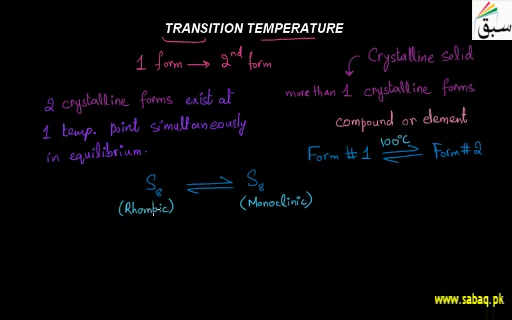 TRANSITION TEMPERATURE
سبق
1 form → 2nd form
Crystalline solid
more than 1 crystalline forms
2 crystalline forms exist at
1 temp. point simultaneously
in equilibrium.
compound or element
Form #1 100°C ⇌ Form #2
S8 ⇌ S8
(Rhombic) (Monoclinic)
www.sabaq.pk